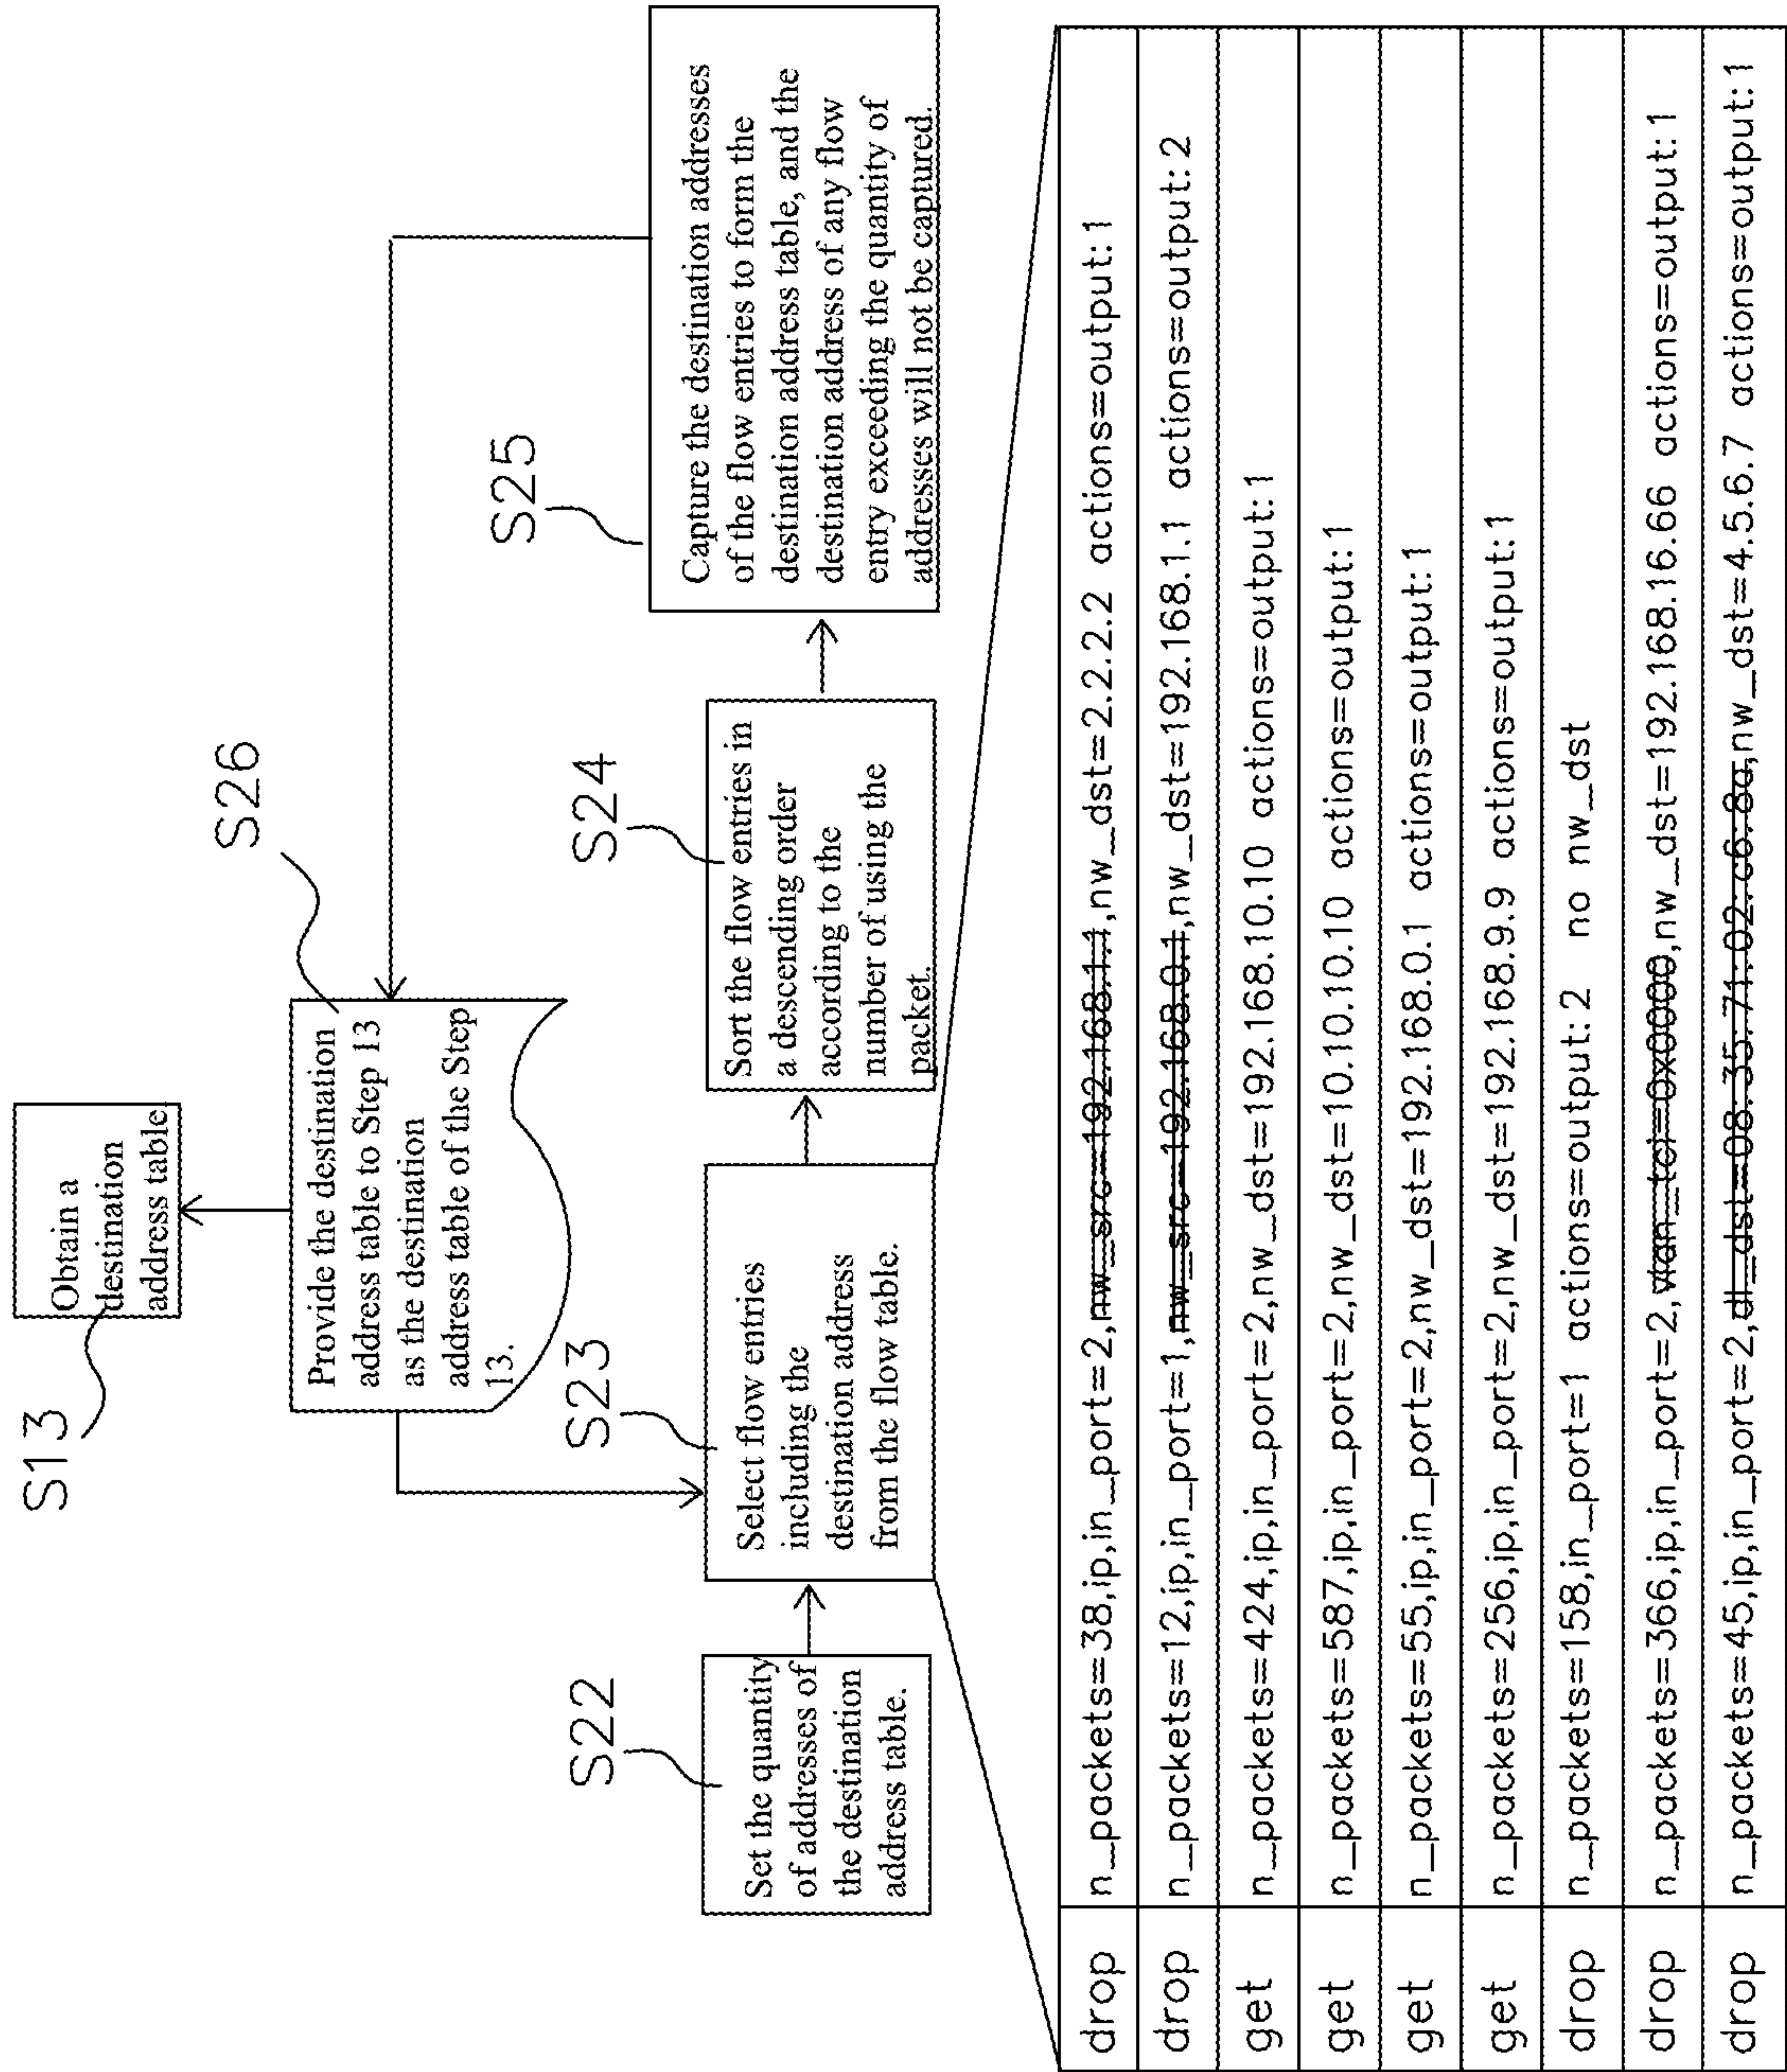 S13
Obtain a
destination
address table.
S26
Provide the destination
address table to Step 13
as the destination
address table of the Step
13.
S22
Set the quantity
of addresses of
the destination
address table.
S23
Select flow entries
including the
destination address
from the flow table.
S24
Sort the flow entries in
a descending order
according to the
number of using the
packet.
S25
Capture the destination addresses
of the flow entries to form the
destination address table, and the
destination address of any flow
entry exceeding the quantity of
addresses will not be captured.
drop n_packets=38,ip,in_port=2,nw_src=192.168.1.1,nw_dst=2.2.2.2 actions=output:1
drop n_packets=12,ip,in_port=1,nw_src=192.168.0.1,nw_dst=192.168.1.1 actions=output:2
get n_packets=424,ip,in_port=2,nw_dst=192.168.10.10 actions=output:1
get n_packets=587,ip,in_port=2,nw_dst=10.10.10.10 actions=output:1
get n_packets=55,ip,in_port=2,nw_dst=192.168.0.1 actions=output:1
get n_packets=256,ip,in_port=2,nw_dst=192.168.9.9 actions=output:1
drop n_packets=158,in_port=1 actions=output:2 no nw_dst
drop n_packets=366,ip,in_port=2,vlan_tci=0x0000,nw_dst=192.168.16.66 actions=output:1
drop n_packets=45,ip,in_port=2,dl_dst=08:35:71:02:c6:8a,nw_dst=4.5.6.7 actions=output:1